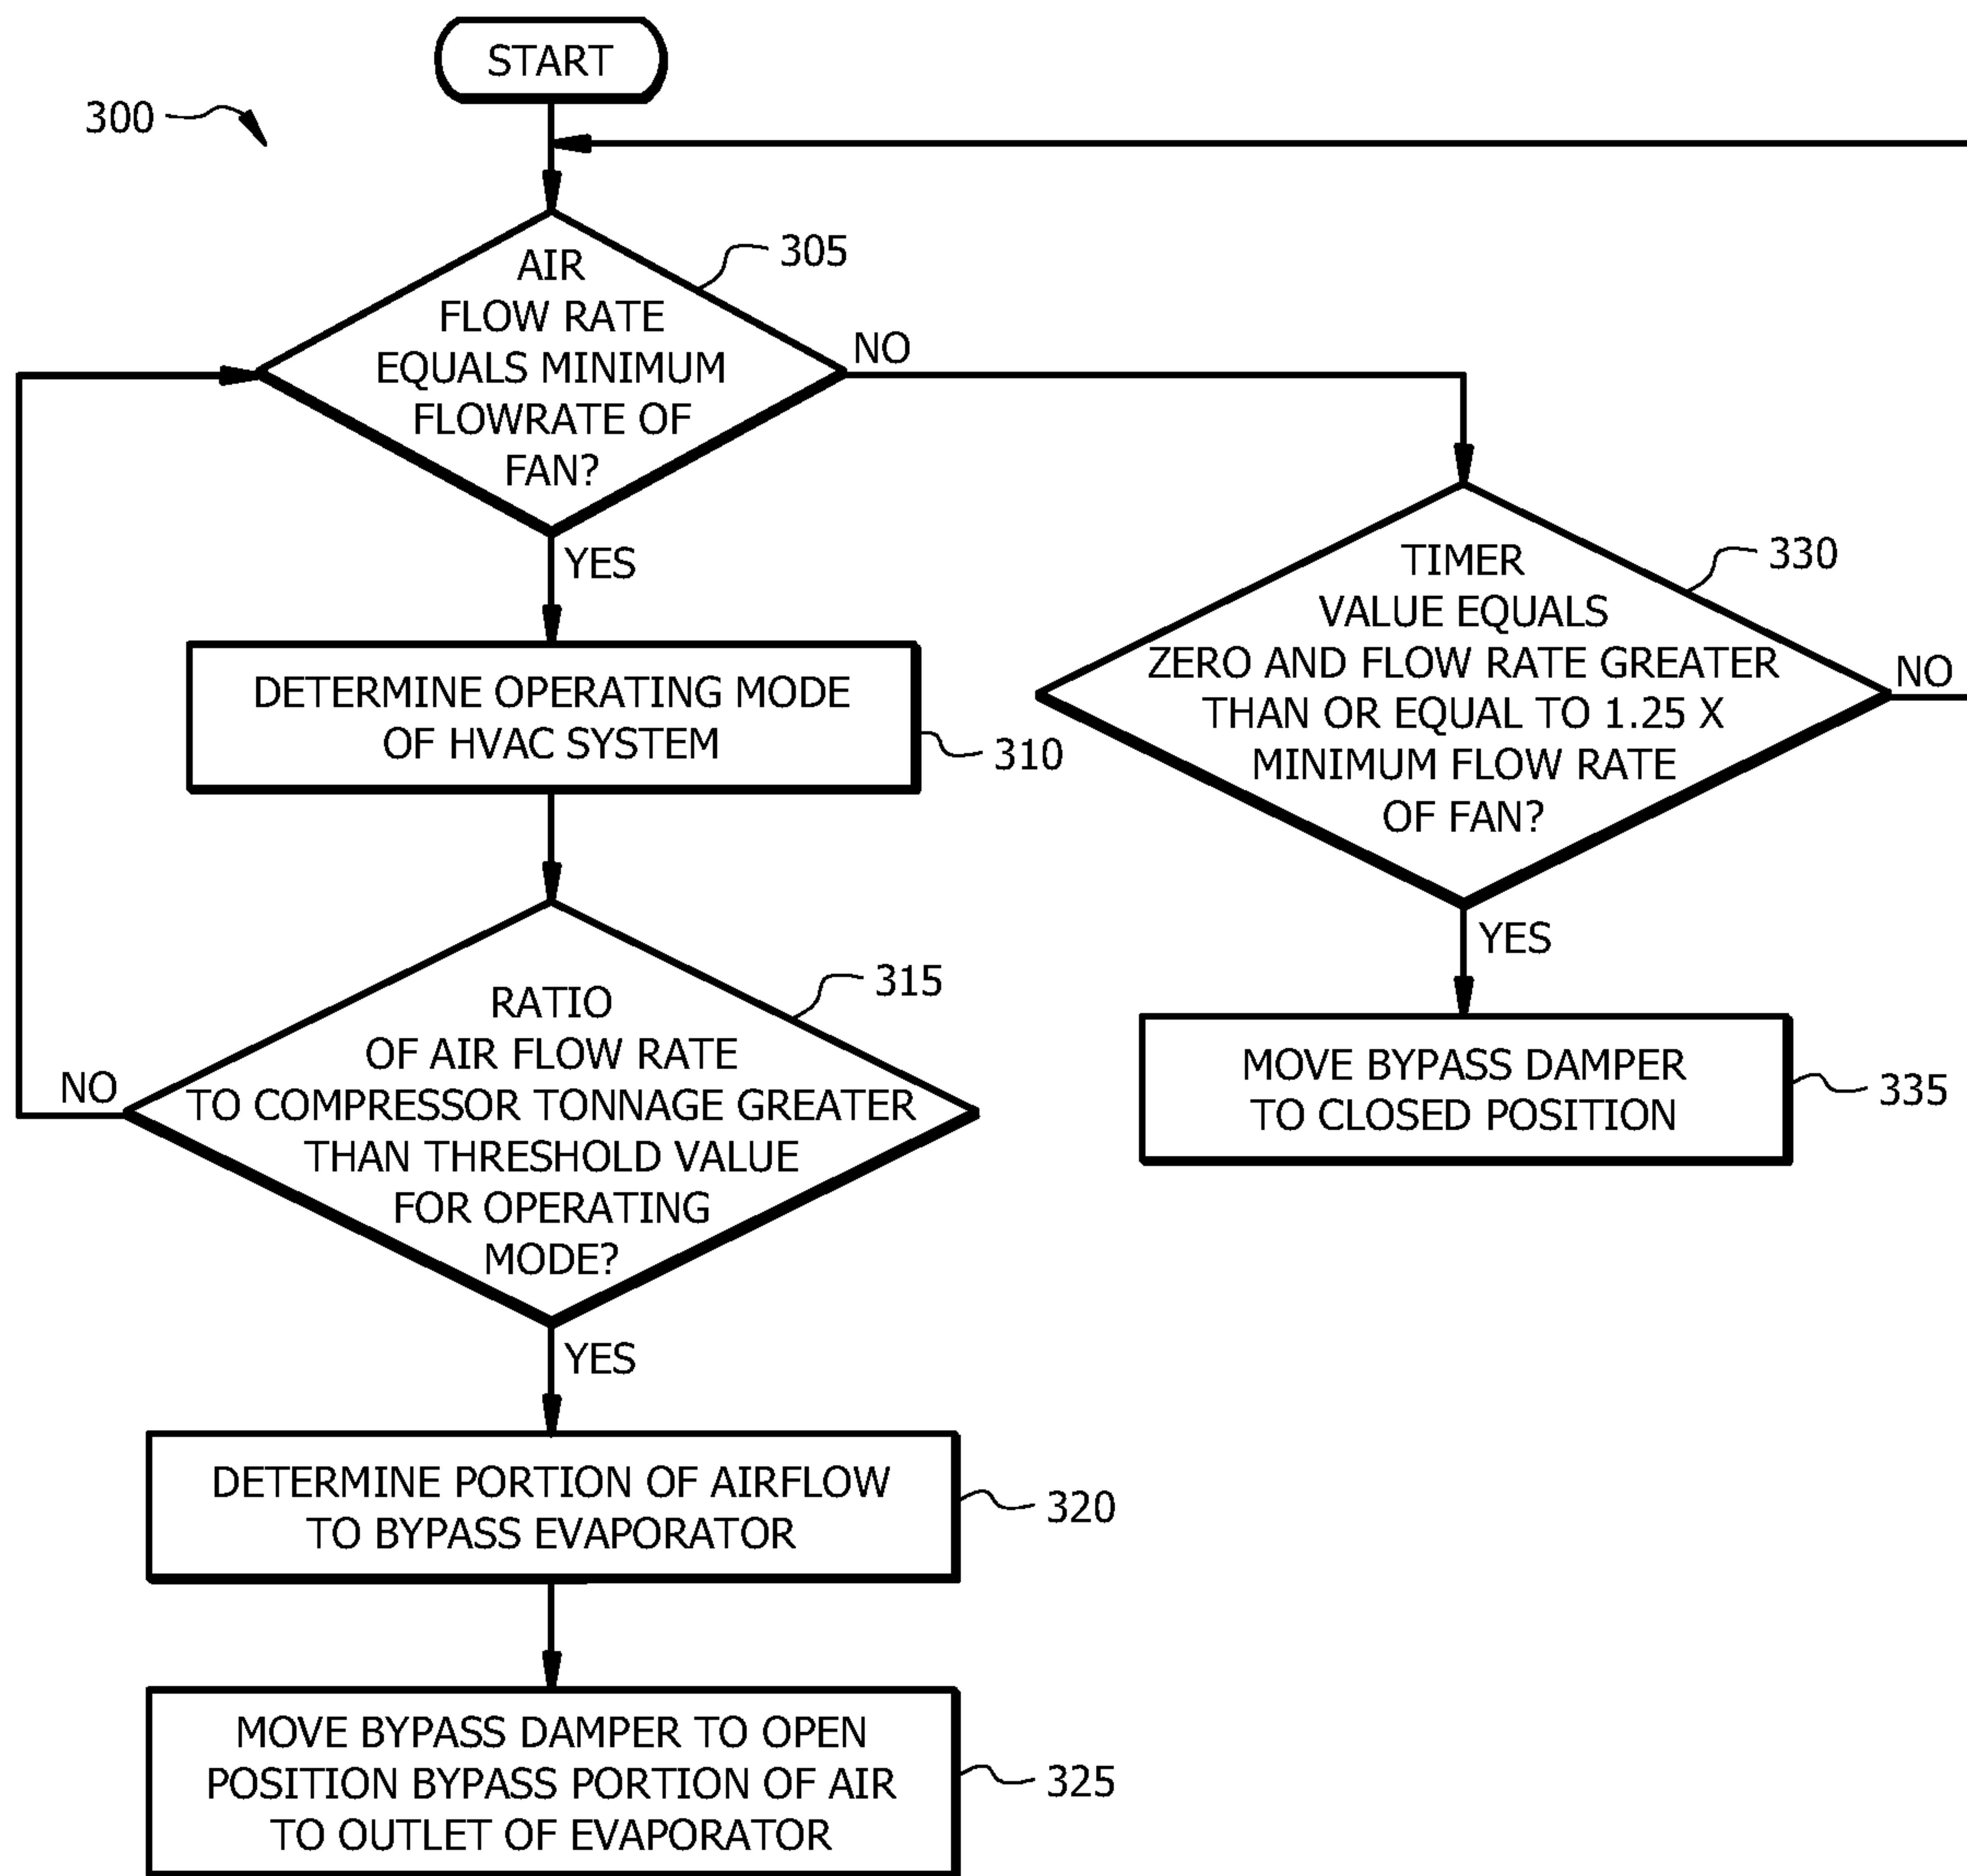 START
300
AIR
FLOW RATE
EQUALS MINIMUM
FLOWRATE OF
FAN?
305
NO
YES
DETERMINE OPERATING MODE
OF HVAC SYSTEM
310
RATIO
OF AIR FLOW RATE
TO COMPRESSOR TONNAGE GREATER
THAN THRESHOLD VALUE
FOR OPERATING
MODE?
315
NO
YES
DETERMINE PORTION OF AIRFLOW
TO BYPASS EVAPORATOR
320
MOVE BYPASS DAMPER TO OPEN
POSITION BYPASS PORTION OF AIR
TO OUTLET OF EVAPORATOR
325
TIMER
VALUE EQUALS
ZERO AND FLOW RATE GREATER
THAN OR EQUAL TO 1.25 X
MINIMUM FLOW RATE
OF FAN?
330
NO
YES
MOVE BYPASS DAMPER
TO CLOSED POSITION
335